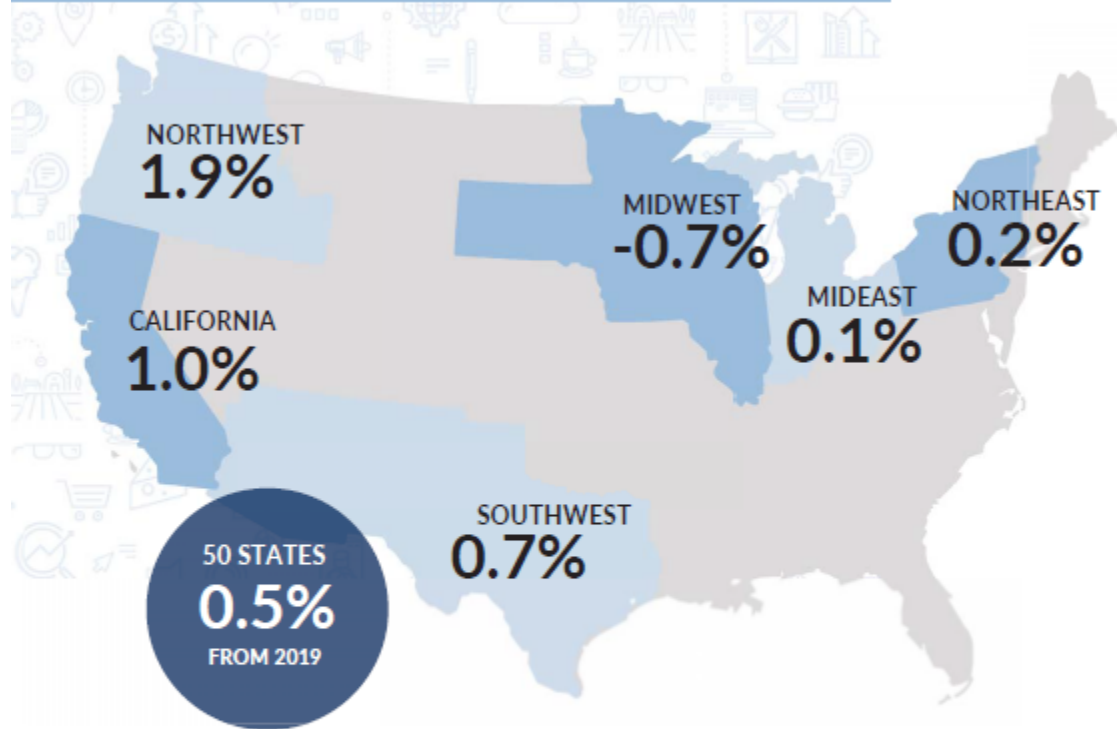 NORTHWEST
1.9%
MIDWEST
-0.7%
NORTHEAST
0.2%
MIDEAST
0.1%
CALIFORNIA
1.0%
SOUTHWEST
0.7%
50 STATES
0.5%
FROM 2019